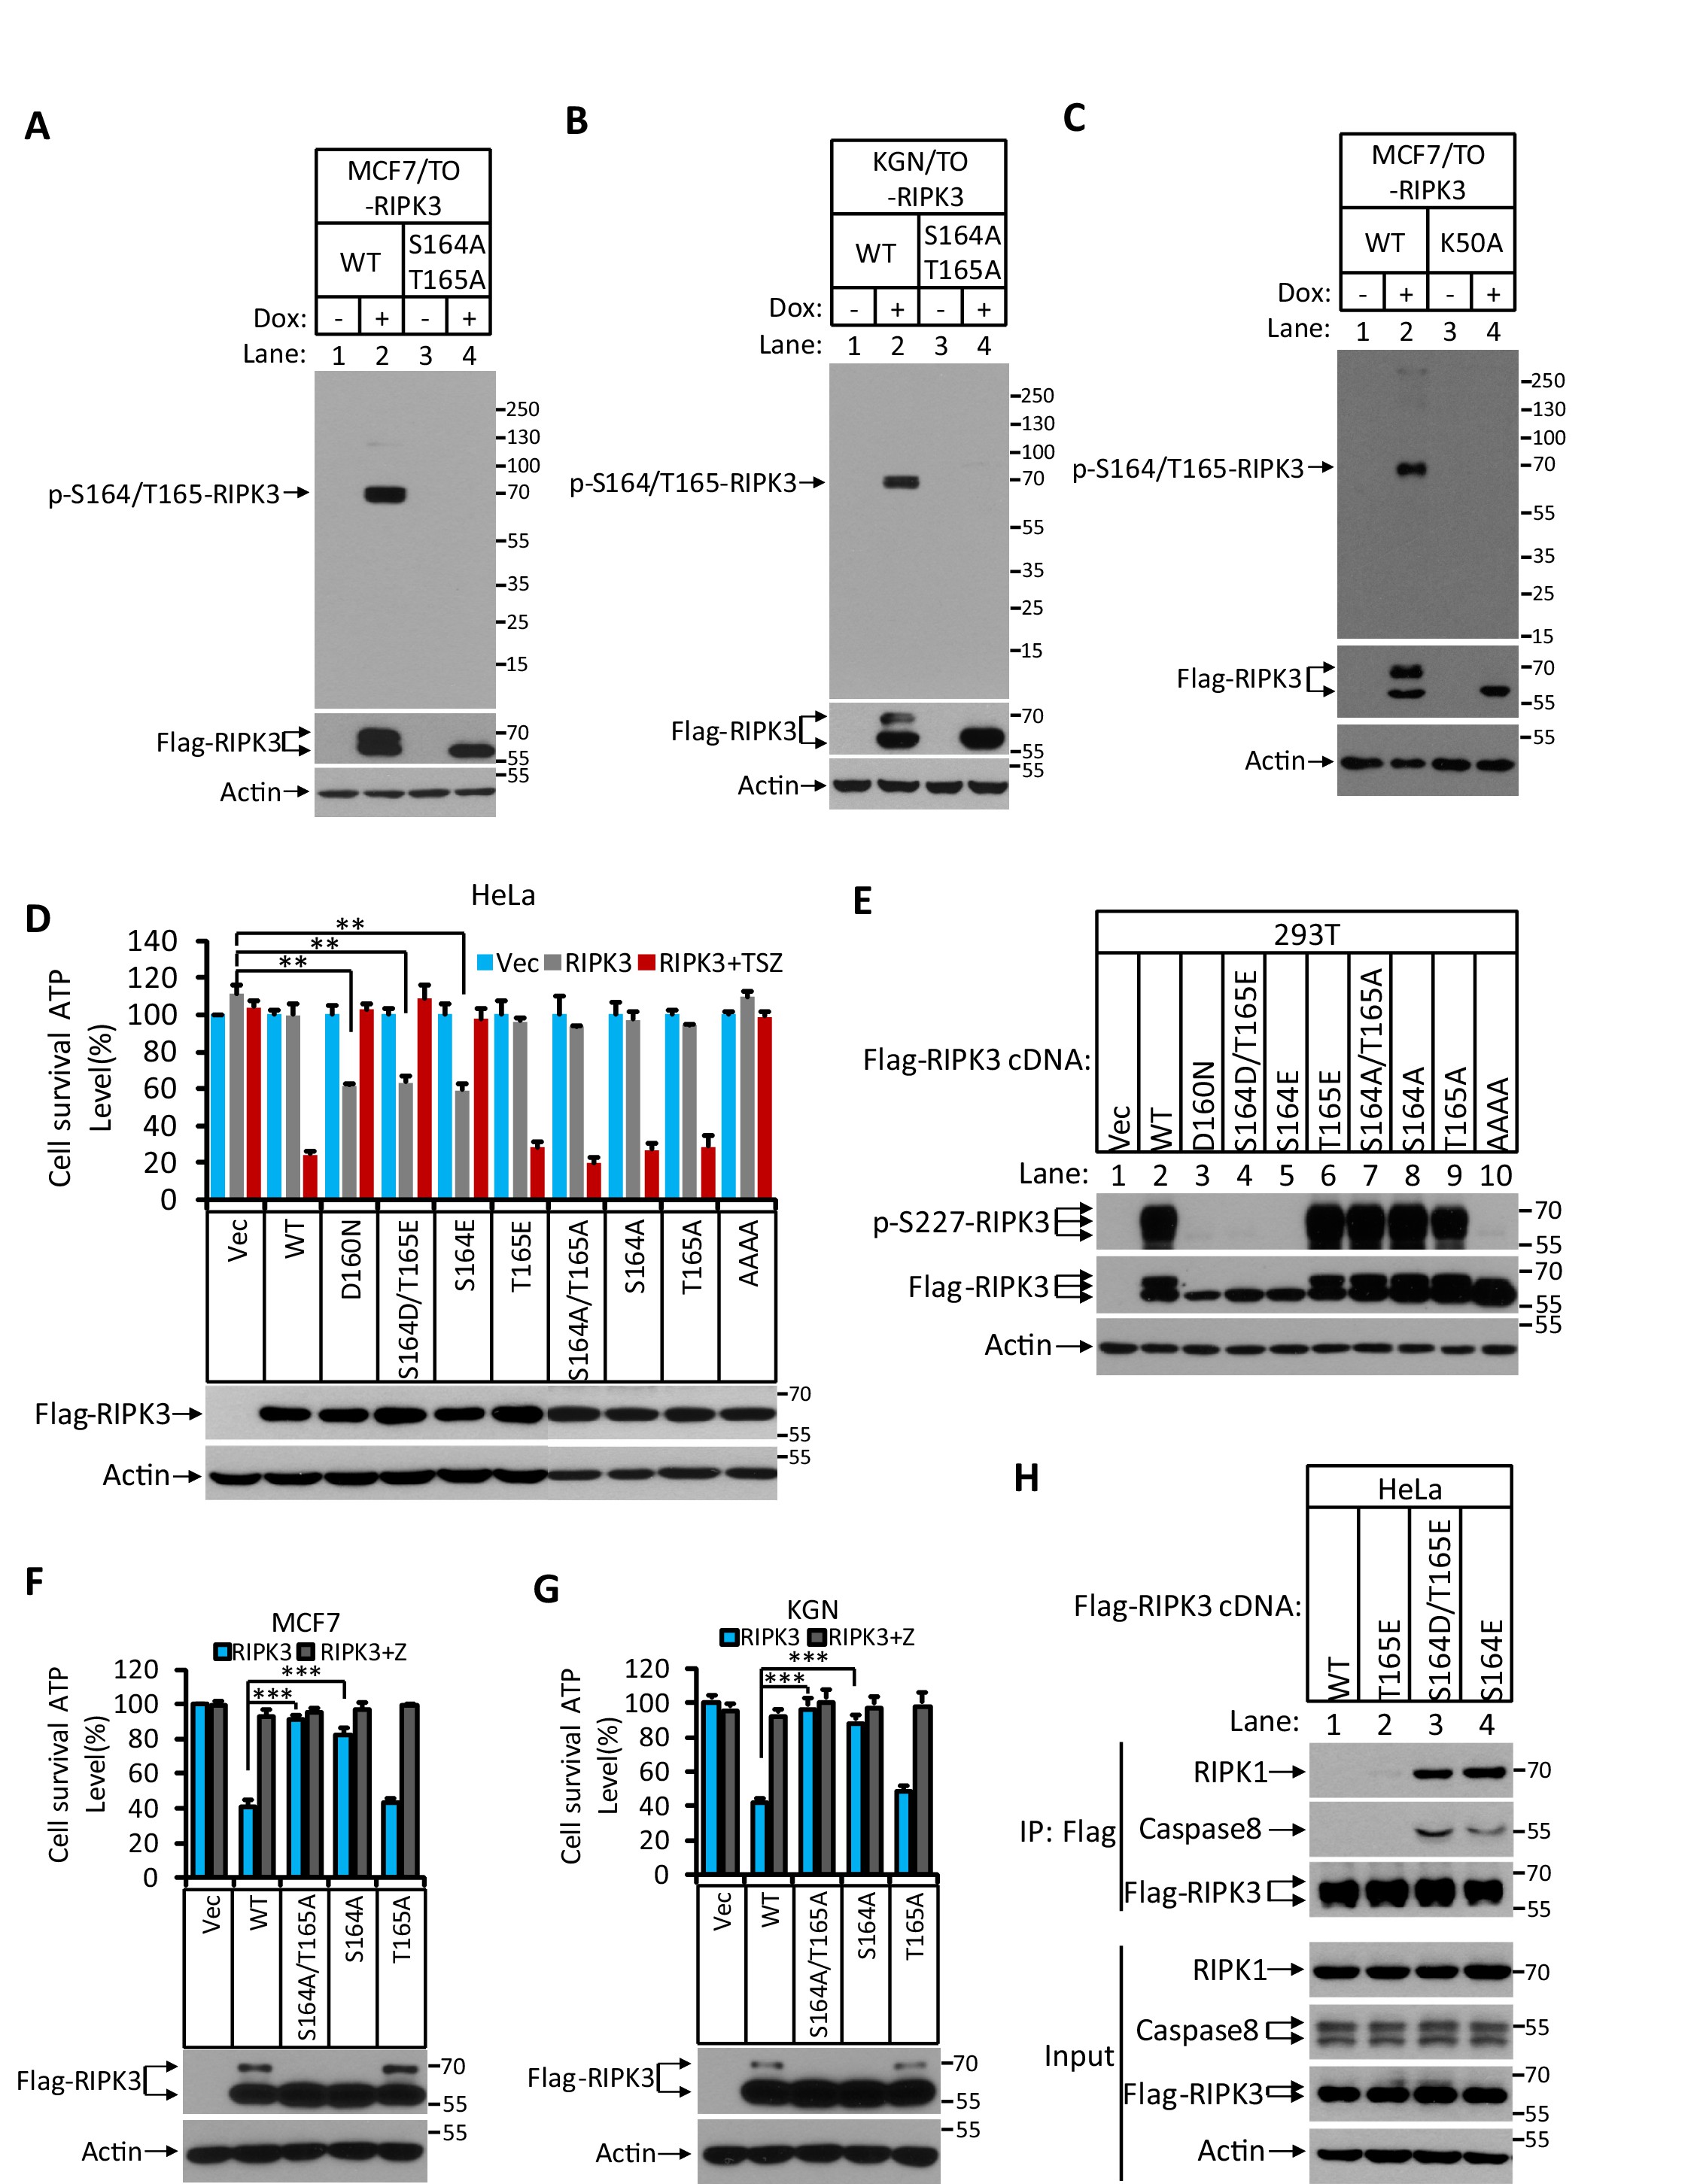 A
MCF7/TO
-RIPK3
WT
S164A
T165A
Dox: - + - +
Lane: 1 2 3 4
250
130
100
p-S164/T165-RIPK3
70
55
35
25
15
Flag-RIPK3
70
55
55
Actin
B
KGN/TO
-RIPK3
WT
S164A
T165A
Dox: - + - +
Lane: 1 2 3 4
250
130
100
p-S164/T165-RIPK3
70
55
35
25
15
Flag-RIPK3
70
55
55
Actin
C
MCF7/TO
-RIPK3
WT K50A
Dox: - + - +
Lane: 1 2 3 4
250
130
100
p-S164/T165-RIPK3
70
55
35
25
15
Flag-RIPK3
70
55
55
Actin
D
HeLa
Cell survival ATP
Level(%)
140
120
100
80
60
40
20
0
**
**
**
Vec RIPK3 RIPK3+TSZ
Vec
WT
D160N
S164D/T165E
S164E
T165E
S164A/T165A
S164A
T165A
AAAA
Flag-RIPK3
70
55
55
Actin
E
293T
Flag-RIPK3 cDNA:
Vec
WT
D160N
S164D/T165E
S164E
T165E
S164A/T165A
S164A
T165A
AAAA
Lane: 1 2 3 4 5 6 7 8 9 10
p-S227-RIPK3
70
55
Flag-RIPK3
70
55
55
Actin
F
MCF7
RIPK3 RIPK3+Z
Cell survival ATP
Level(%)
120
100
80
60
40
20
0
***
***
Vec
WT
S164A/T165A
S164A
T165A
Flag-RIPK3
70
55
55
Actin
G
KGN
RIPK3 RIPK3+Z
Cell survival ATP
Level(%)
120
100
80
60
40
20
0
***
***
Vec
WT
S164A/T165A
S164A
T165A
Flag-RIPK3
70
55
55
Actin
H
HeLa
Flag-RIPK3 cDNA:
WT
T165E
S164D/T165E
S164E
Lane: 1 2 3 4
IP: Flag
RIPK1
70
Caspase8
55
Flag-RIPK3
70
55
Input
RIPK1
70
Caspase8
55
Flag-RIPK3
70
55
55
Actin